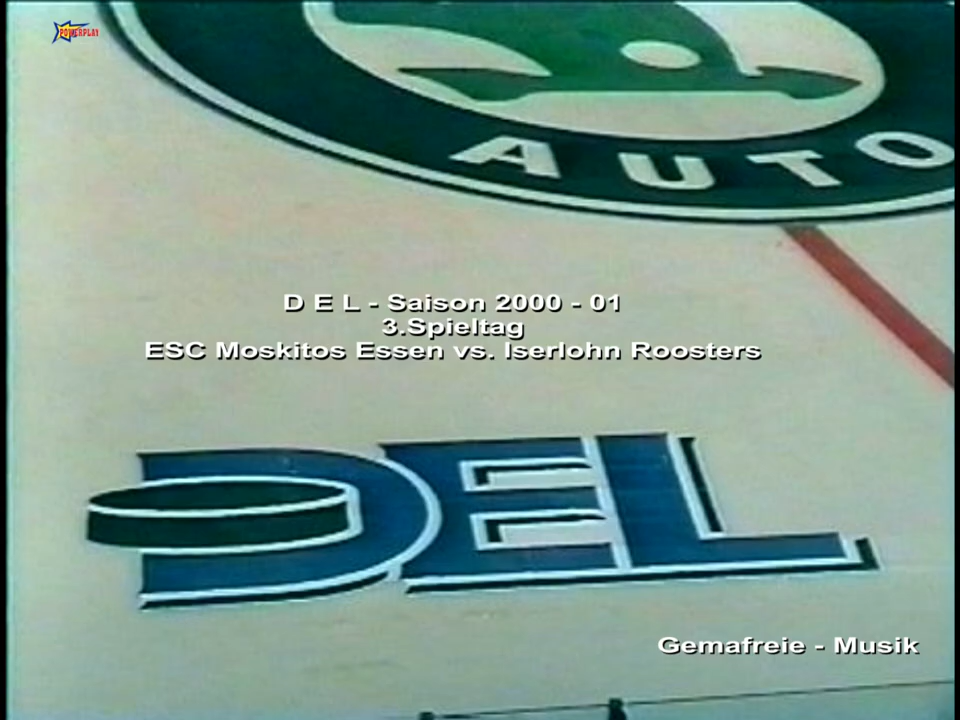 POWERPLAY
AUTO
D E L - Saison 2000 - 01
3.Spieltag
ESC Moskitos Essen vs. Iserlohn Roosters
DEL
Gemafreie - Musik